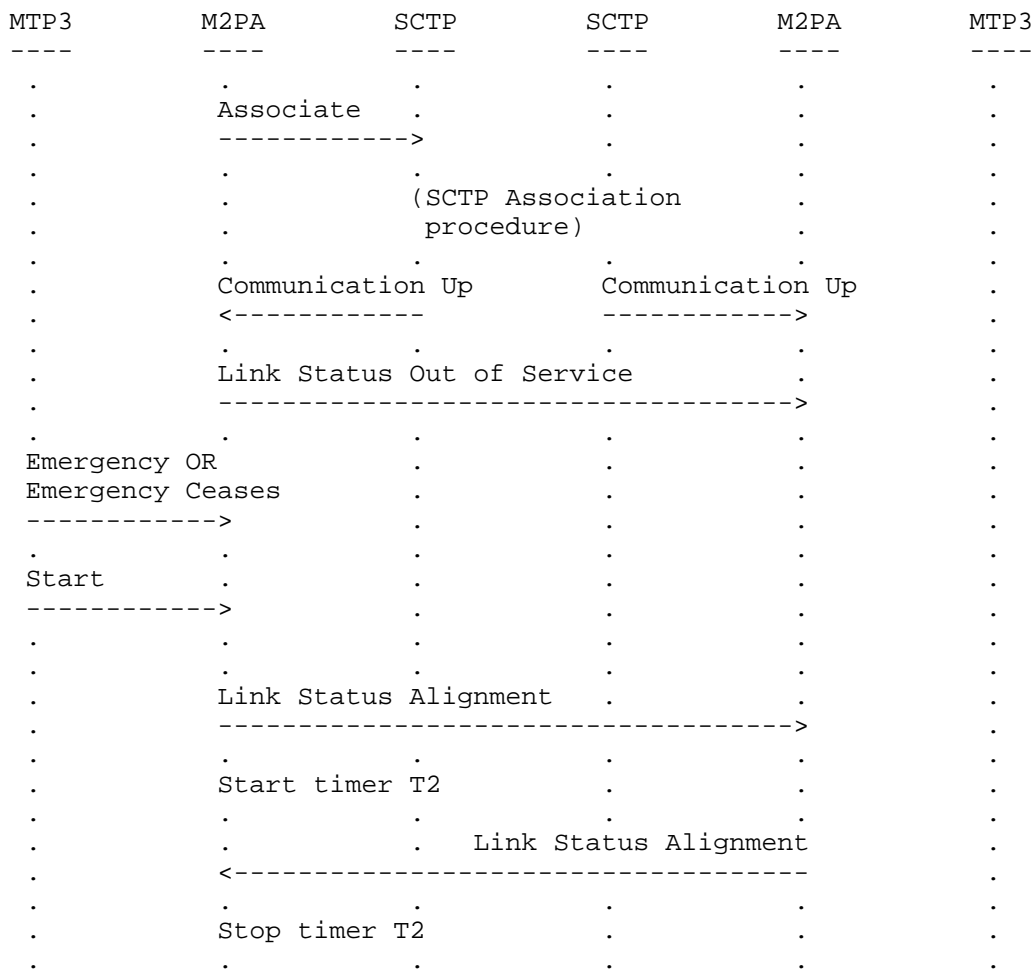 MTP3        M2PA        SCTP        SCTP        M2PA        MTP3
----        ----        ----        ----        ----        ----
 .           .           .           .           .           .
 .           Associate   .           .           .           .
 .           ------------>           .           .           .
 .           .           .           .           .           .
 .           .           (SCTP Association       .           .
 .           .            procedure)             .           .
 .           .           .           .           .           .
 .           Communication Up        Communication Up        .
 .           <------------           ------------>           .
 .           .           .           .           .           .
 .           Link Status Out of Service          .           .
 .           ------------------------------------>           .
 .           .           .           .           .           .
 Emergency OR            .           .           .           .
 Emergency Ceases        .           .           .           .
 ------------>           .           .           .           .
 .           .           .           .           .           .
 Start       .           .           .           .           .
 ------------>           .           .           .           .
 .           .           .           .           .           .
 .           .           .           .           .           .
 .           Link Status Alignment   .           .           .
 .           ------------------------------------>           .
 .           .           .           .           .           .
 .           Start timer T2          .           .           .
 .           .           .           .           .           .
 .           .           .   Link Status Alignment           .
 .           <------------------------------------           .
 .           .           .           .           .           .
 .           Stop timer T2           .           .           .
 .           .           .           .           .           .